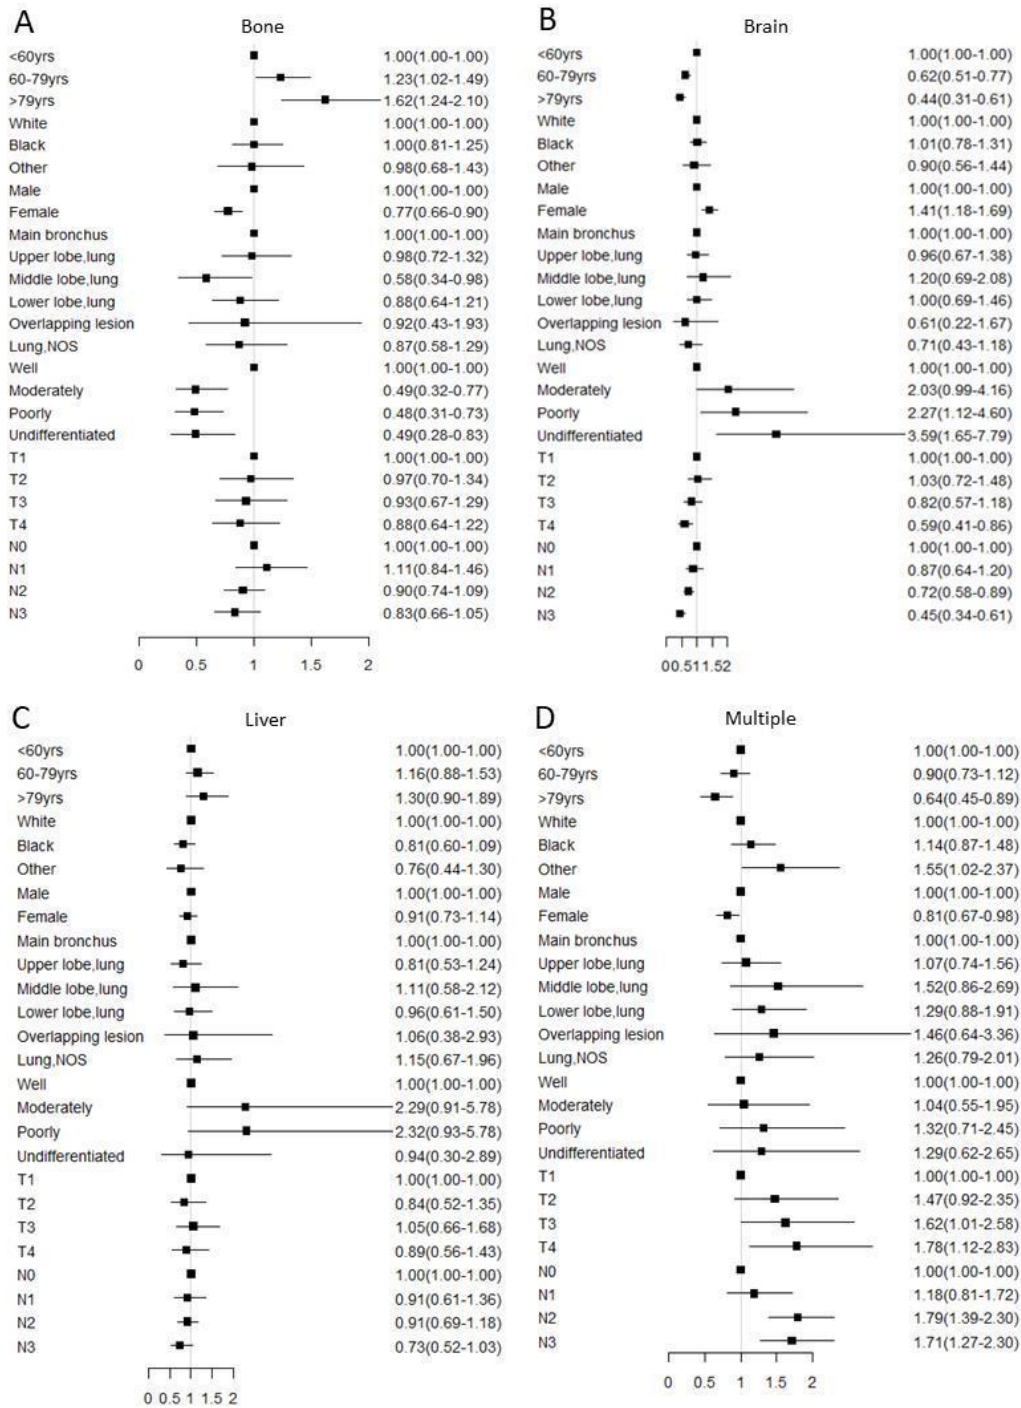 A Bone
<60yrs 1.00(1.00-1.00)
60-79yrs 1.23(1.02-1.49)
>79yrs 1.62(1.24-2.10)
White 1.00(1.00-1.00)
Black 1.00(0.81-1.25)
Other 0.98(0.68-1.43)
Male 1.00(1.00-1.00)
Female 0.77(0.66-0.90)
Main bronchus 1.00(1.00-1.00)
Upper lobe,lung 0.98(0.72-1.32)
Middle lobe,lung 0.58(0.34-0.98)
Lower lobe,lung 0.88(0.64-1.21)
Overlapping lesion 0.92(0.43-1.93)
Lung,NOS 0.87(0.58-1.29)
Well 1.00(1.00-1.00)
Moderately 0.49(0.32-0.77)
Poorly 0.48(0.31-0.73)
Undifferentiated 0.49(0.28-0.83)
T1 1.00(1.00-1.00)
T2 0.97(0.70-1.34)
T3 0.93(0.67-1.29)
T4 0.88(0.64-1.22)
N0 1.00(1.00-1.00)
N1 1.11(0.84-1.46)
N2 0.90(0.74-1.09)
N3 0.83(0.66-1.05)
0 0.5 1 1.5 2
B Brain
<60yrs 1.00(1.00-1.00)
60-79yrs 0.62(0.51-0.77)
>79yrs 0.44(0.31-0.61)
White 1.00(1.00-1.00)
Black 1.01(0.78-1.31)
Other 0.90(0.56-1.44)
Male 1.00(1.00-1.00)
Female 1.41(1.18-1.69)
Main bronchus 1.00(1.00-1.00)
Upper lobe,lung 0.96(0.67-1.38)
Middle lobe,lung 1.20(0.69-2.08)
Lower lobe,lung 1.00(0.69-1.46)
Overlapping lesion 0.61(0.22-1.67)
Lung,NOS 0.71(0.43-1.18)
Well 1.00(1.00-1.00)
Moderately 2.03(0.99-4.16)
Poorly 2.27(1.12-4.60)
Undifferentiated 3.59(1.65-7.79)
T1 1.00(1.00-1.00)
T2 1.03(0.72-1.48)
T3 0.82(0.57-1.18)
T4 0.59(0.41-0.86)
N0 1.00(1.00-1.00)
N1 0.87(0.64-1.20)
N2 0.72(0.58-0.89)
N3 0.45(0.34-0.61)
0 0.5 1 1.5 2
C Liver
<60yrs 1.00(1.00-1.00)
60-79yrs 1.16(0.88-1.53)
>79yrs 1.30(0.90-1.89)
White 1.00(1.00-1.00)
Black 0.81(0.60-1.09)
Other 0.76(0.44-1.30)
Male 1.00(1.00-1.00)
Female 0.91(0.73-1.14)
Main bronchus 1.00(1.00-1.00)
Upper lobe,lung 0.81(0.53-1.24)
Middle lobe,lung 1.11(0.58-2.12)
Lower lobe,lung 0.96(0.61-1.50)
Overlapping lesion 1.06(0.38-2.93)
Lung,NOS 1.15(0.67-1.96)
Well 1.00(1.00-1.00)
Moderately 2.29(0.91-5.78)
Poorly 2.32(0.93-5.78)
Undifferentiated 0.94(0.30-2.89)
T1 1.00(1.00-1.00)
T2 0.84(0.52-1.35)
T3 1.05(0.66-1.68)
T4 0.89(0.56-1.43)
N0 1.00(1.00-1.00)
N1 0.91(0.61-1.36)
N2 0.91(0.69-1.18)
N3 0.73(0.52-1.03)
0 0.5 1 1.5 2
D Multiple
<60yrs 1.00(1.00-1.00)
60-79yrs 0.90(0.73-1.12)
>79yrs 0.64(0.45-0.89)
White 1.00(1.00-1.00)
Black 1.14(0.87-1.48)
Other 1.55(1.02-2.37)
Male 1.00(1.00-1.00)
Female 0.81(0.67-0.98)
Main bronchus 1.00(1.00-1.00)
Upper lobe,lung 1.07(0.74-1.56)
Middle lobe,lung 1.52(0.86-2.69)
Lower lobe,lung 1.29(0.88-1.91)
Overlapping lesion 1.46(0.64-3.36)
Lung,NOS 1.26(0.79-2.01)
Well 1.00(1.00-1.00)
Moderately 1.04(0.55-1.95)
Poorly 1.32(0.71-2.45)
Undifferentiated 1.29(0.62-2.65)
T1 1.00(1.00-1.00)
T2 1.47(0.92-2.35)
T3 1.62(1.01-2.58)
T4 1.78(1.12-2.83)
N0 1.00(1.00-1.00)
N1 1.18(0.81-1.72)
N2 1.79(1.39-2.30)
N3 1.71(1.27-2.30)
0 0.5 1 1.5 2